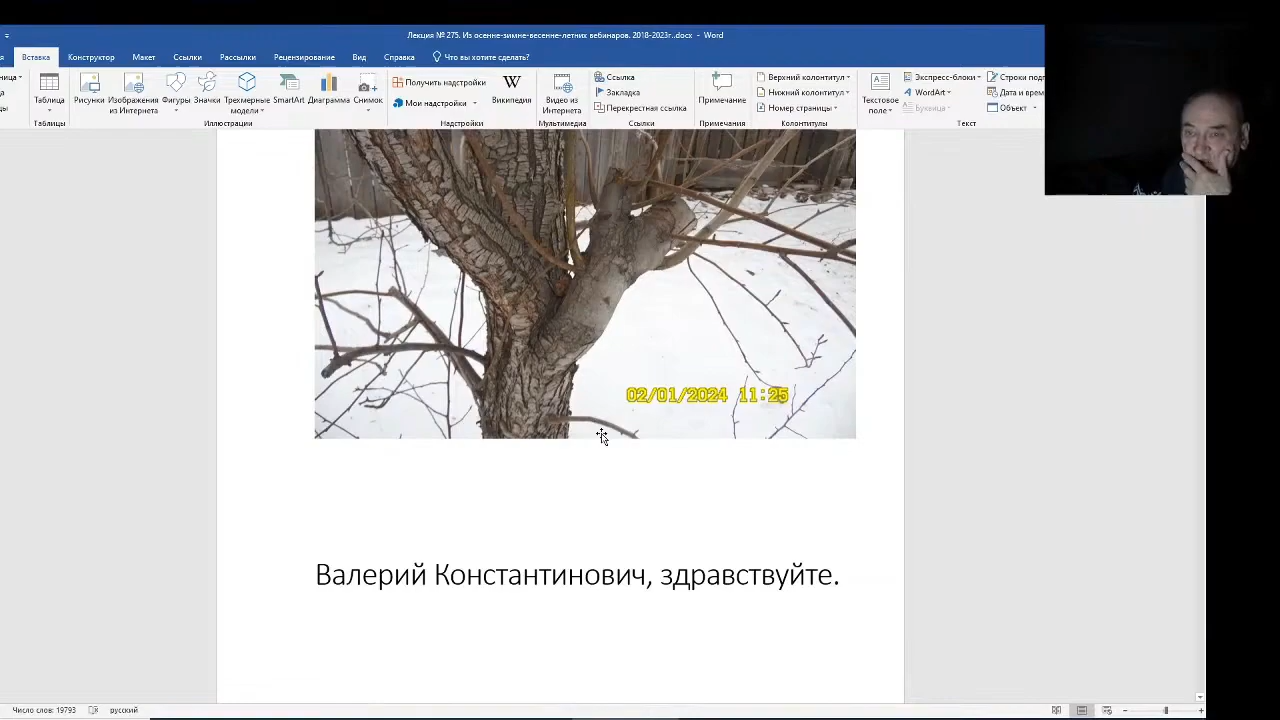 Лекция № 275. Из осенне-зимне-весенне-летних вебинаров. 2018-2023г..docx - Word
Вставка Конструктор Макет Ссылки Рассылки Рецензирование Вид Справка Что вы хотите сделать?
Таблица
Таблицы
Рисунки
Изображения из Интернета
Фигуры
Значки
Трехмерные модели
SmartArt
Диаграмма
Снимок
Иллюстрации
Получить надстройки
Мои надстройки
W
Википедия
Надстройки
Видео из Интернета
Мультимедиа
Ссылка
Закладка
Перекрестная ссылка
Ссылки
Примечание
Примечания
Верхний колонтитул
Нижний колонтитул
Номер страницы
Колонтитулы
Текстовое поле
Экспресс-блоки
WordArt
Буквица
Строки под
Дата и врем
Объект
Текст
02/01/2024 11:25
Валерий Константинович, здравствуйте.
Число слов: 19793 русский